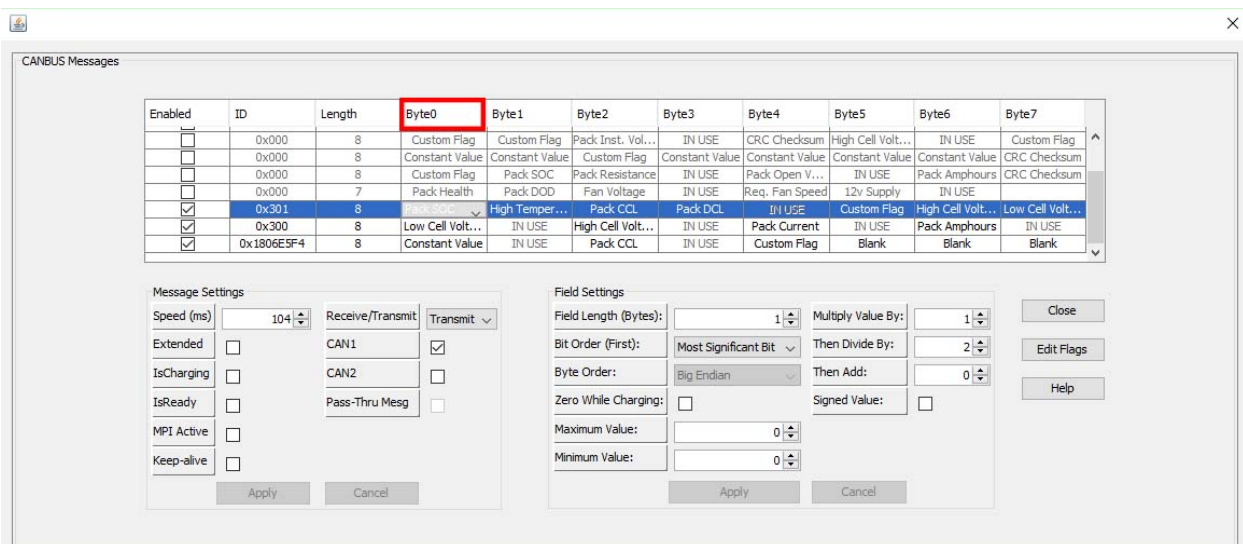 CANBUS Messages
Enabled ID Length Byte0 Byte1 Byte2 Byte3 Byte4 Byte5 Byte6 Byte7
0x000 8 Custom Flag Custom Flag Pack Inst. Vol... IN USE CRC Checksum High Cell Volt... IN USE Custom Flag
0x000 8 Constant Value Constant Value Custom Flag Constant Value Constant Value Constant Value Constant Value CRC Checksum
0x000 8 Custom Flag Pack SOC Pack Resistance IN USE Pack Open V... IN USE Pack Amphours CRC Checksum
0x000 7 Pack Health Pack DOD Fan Voltage IN USE Req. Fan Speed 12v Supply IN USE
0x301 8 Pack SOC High Temper... Pack CCL Pack DCL IN USE Custom Flag High Cell Volt... Low Cell Volt...
0x300 8 Low Cell Volt... IN USE High Cell Volt... IN USE Pack Current IN USE Pack Amphours IN USE
0x1806E5F4 8 Constant Value IN USE Pack CCL IN USE Custom Flag Blank Blank Blank
Message Settings
Speed (ms) 104 Receive/Transmit Transmit
Extended CAN1
IsCharging CAN2
IsReady Pass-Thru Mesg
MPI Active
Keep-alive
Apply Cancel
Field Settings
Field Length (Bytes): 1 Multiply Value By: 1
Bit Order (First): Most Significant Bit Then Divide By: 2
Byte Order: Big Endian Then Add: 0
Zero While Charging: Signed Value:
Maximum Value: 0
Minimum Value: 0
Apply Cancel
Close
Edit Flags
Help